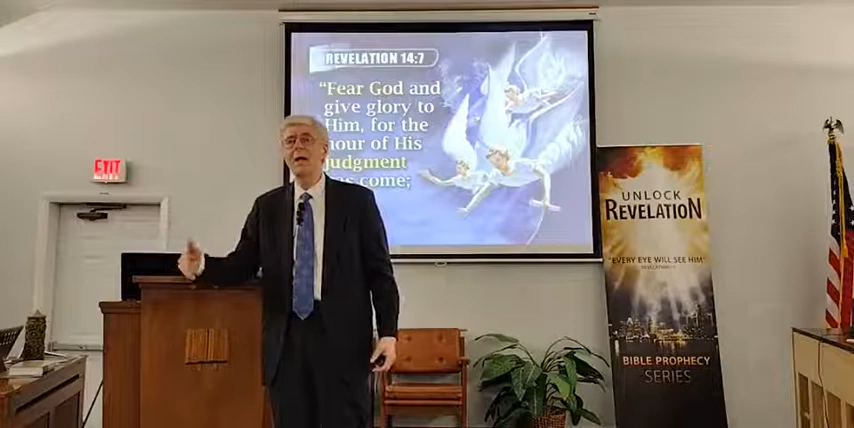 REVELATION 14:7
"Fear God and
give glory to
Him, for the
hour of His
judgment
has come;
EXIT
UNLOCK
REVELATION
"EVERY EYE WILL SEE HIM"
BIBLE PROPHECY
SERIES